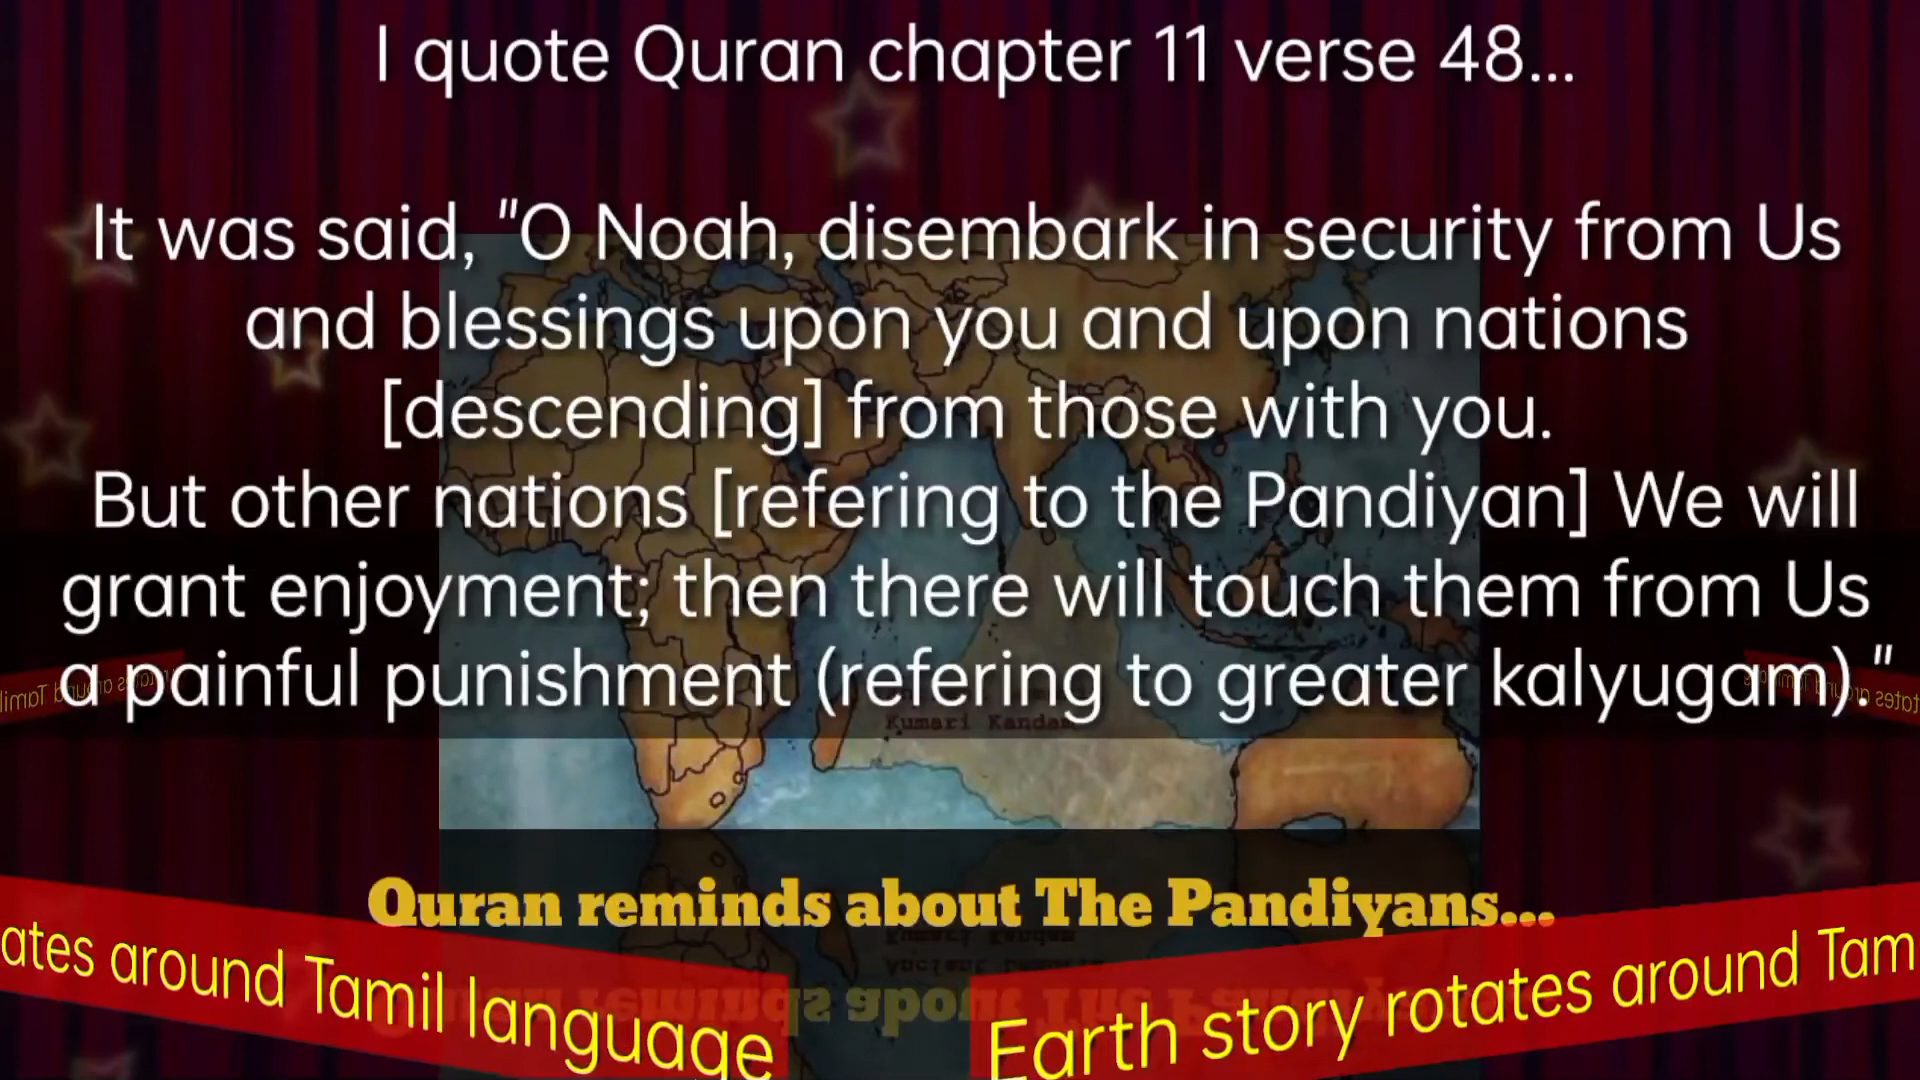 I quote Quran chapter 11 verse 48...
It was said, "O Noah, disembark in security from Us
and blessings upon you and upon nations
[descending] from those with you.
But other nations [refering to the Pandiyan] We will
grant enjoyment; then there will touch them from Us
a painful punishment (refering to greater kalyugam)."
Kumari Kandam
Quran reminds about The Pandiyans...
ates around Tamil language
Earth story rotates around Tam